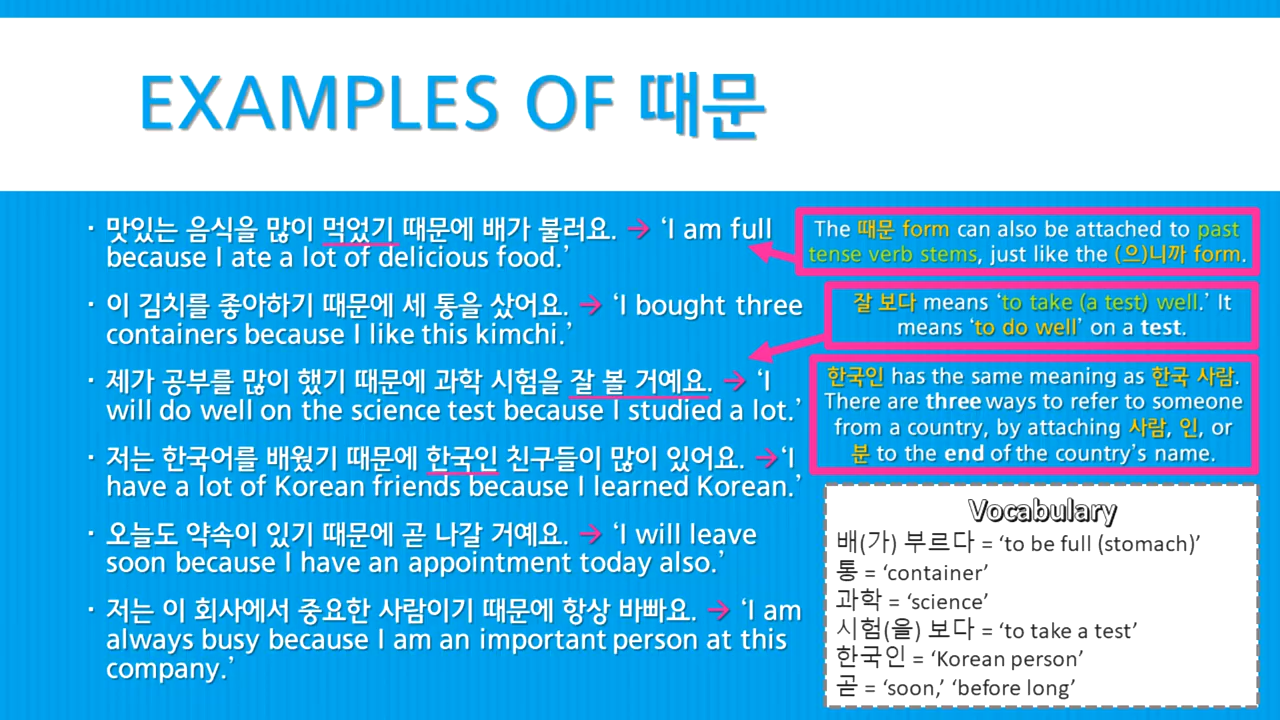 EXAMPLES OF 때문
· 맛있는 음식을 많이 먹었기 때문에 배가 불러요. → ‘I am full
because I ate a lot of delicious food.’
· 이 김치를 좋아하기 때문에 세 통을 샀어요. → ‘I bought three
containers because I like this kimchi.’
· 제가 공부를 많이 했기 때문에 과학 시험을 잘 볼 거예요. → ‘I
will do well on the science test because I studied a lot.’
· 저는 한국어를 배웠기 때문에 한국인 친구들이 많이 있어요. →‘I
have a lot of Korean friends because I learned Korean.’
· 오늘도 약속이 있기 때문에 곧 나갈 거예요. → ‘I will leave
soon because I have an appointment today also.’
· 저는 이 회사에서 중요한 사람이기 때문에 항상 바빠요. → ‘I am
always busy because I am an important person at this
company.’
The 때문 form can also be attached to past
tense verb stems, just like the (으)니까 form.
잘 보다 means ‘to take (a test) well.’ It
means ‘to do well’ on a test.
한국인 has the same meaning as 한국 사람.
There are three ways to refer to someone
from a country, by attaching 사람, 인, or
분 to the end of the country’s name.
Vocabulary
배(가) 부르다 = ‘to be full (stomach)’
통 = ‘container’
과학 = ‘science’
시험(을) 보다 = ‘to take a test’
한국인 = ‘Korean person’
곧 = ‘soon,’ ‘before long’